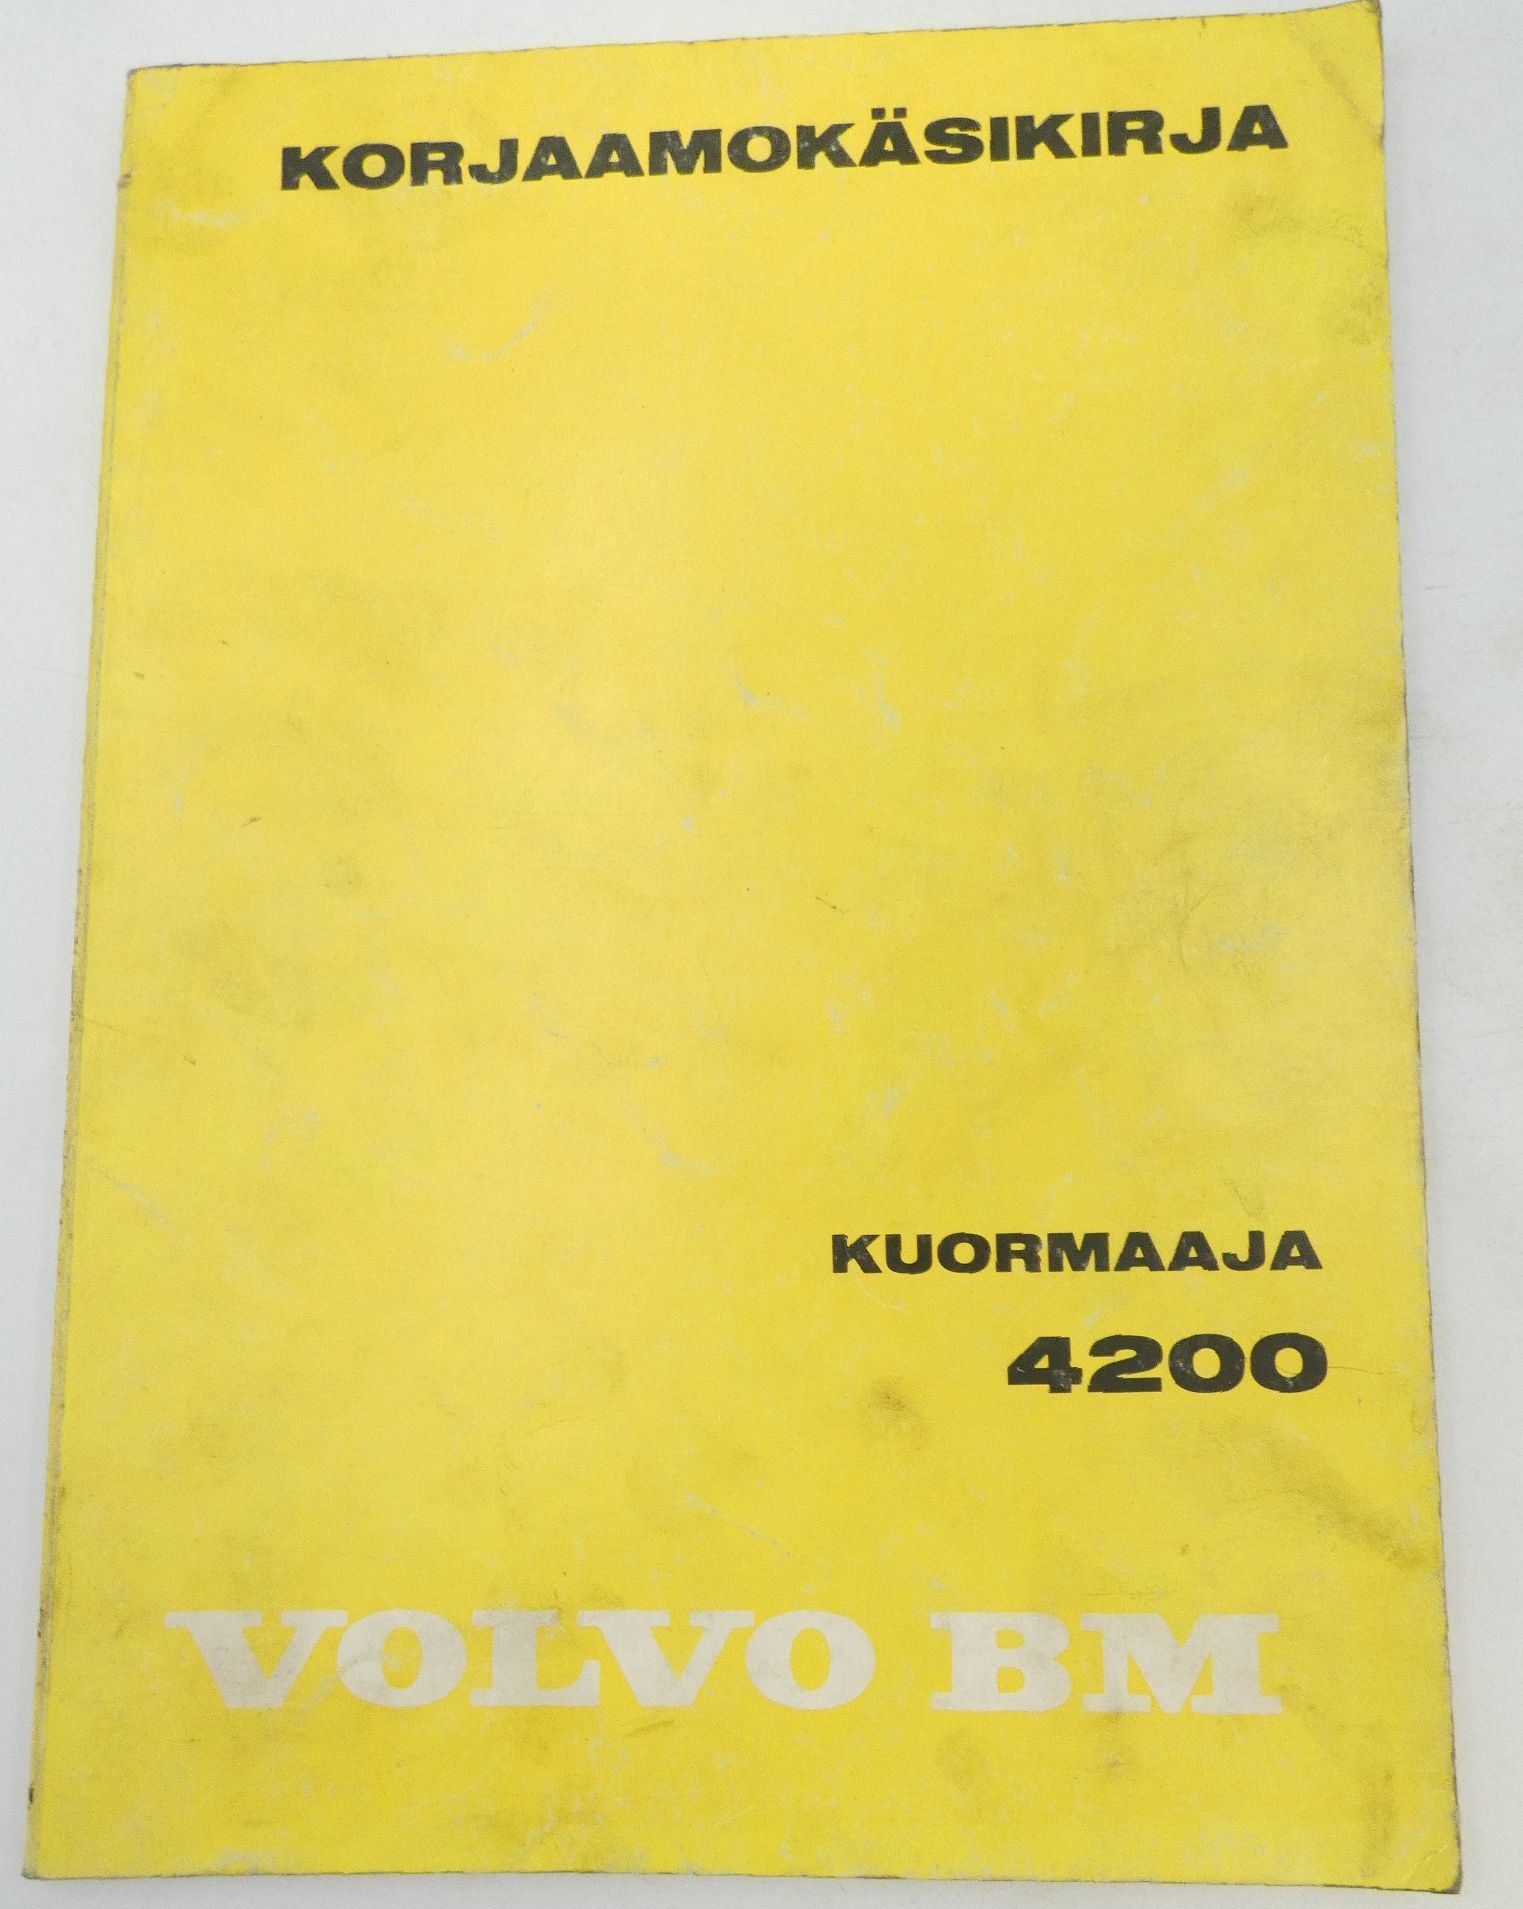 KORJAAMOKÄSIKIRJA
KUORMAAJA
4200
VOLVO BM